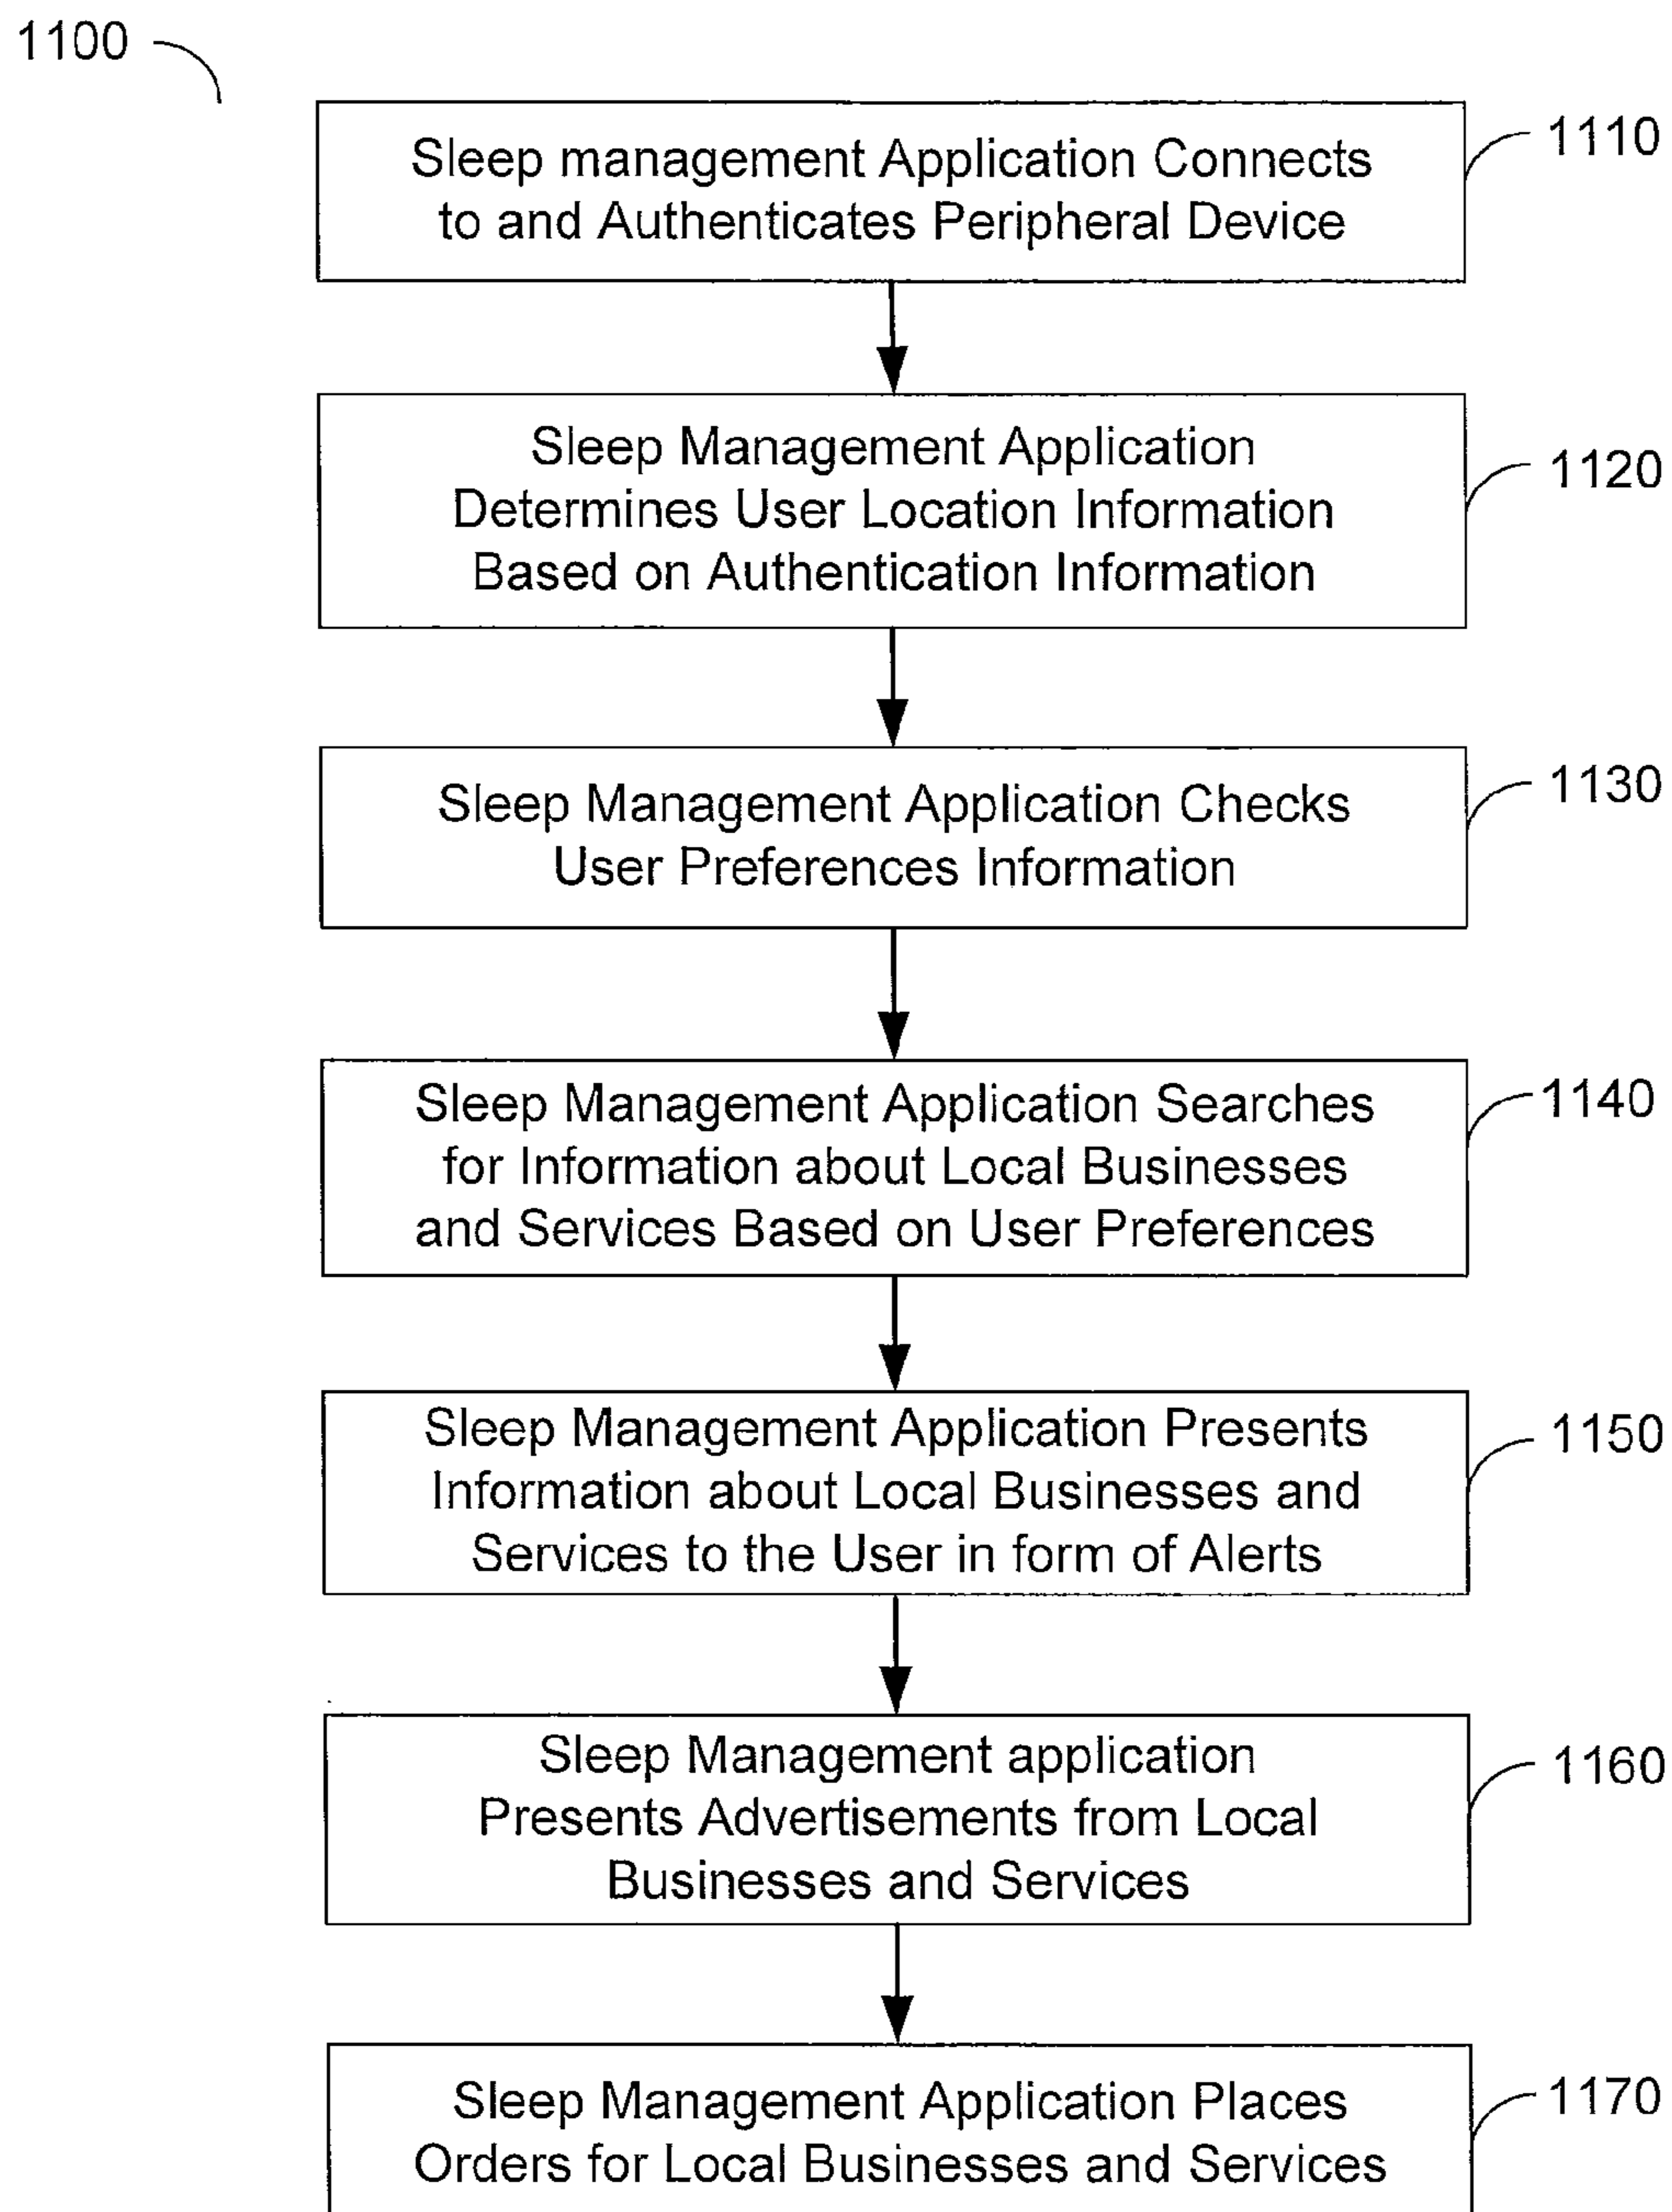 1100
Sleep management Application Connects
to and Authenticates Peripheral Device
1110
Sleep Management Application
Determines User Location Information
Based on Authentication Information
1120
Sleep Management Application Checks
User Preferences Information
1130
Sleep Management Application Searches
for Information about Local Businesses
and Services Based on User Preferences
1140
Sleep Management Application Presents
Information about Local Businesses and
Services to the User in form of Alerts
1150
Sleep Management application
Presents Advertisements from Local
Businesses and Services
1160
Sleep Management Application Places
Orders for Local Businesses and Services
1170